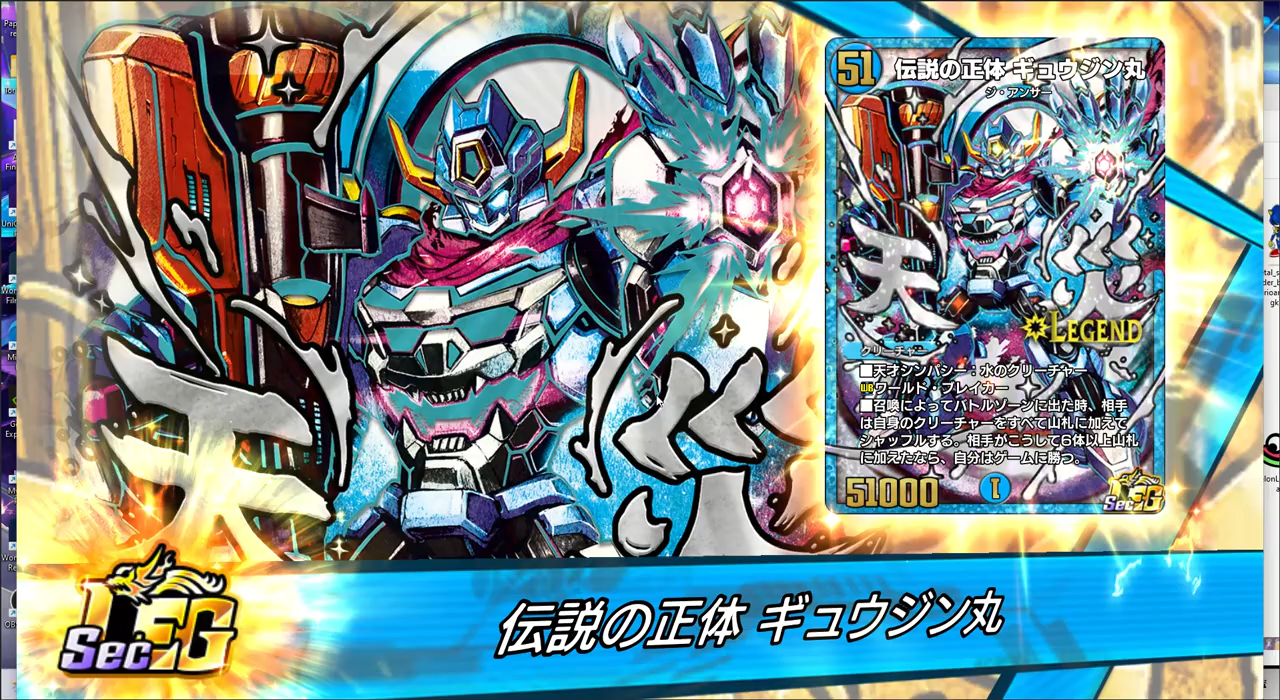 天災
51
伝説の正体 ギュウジン丸
ジ・アンサー
天災
LEGEND
クリーチャー
■天才シンパシー：水のクリーチャー
WB ワールド・ブレイカー
■召喚によってバトルゾーンに出た時、相手
は自身のクリーチャーをすべて山札に加えて
シャッフルする。相手がこうして6体以上山札
に加えたなら、自分はゲームに勝つ。
51000
I
LEG
Sec
LEG
Sec
伝説の正体 ギュウジン丸